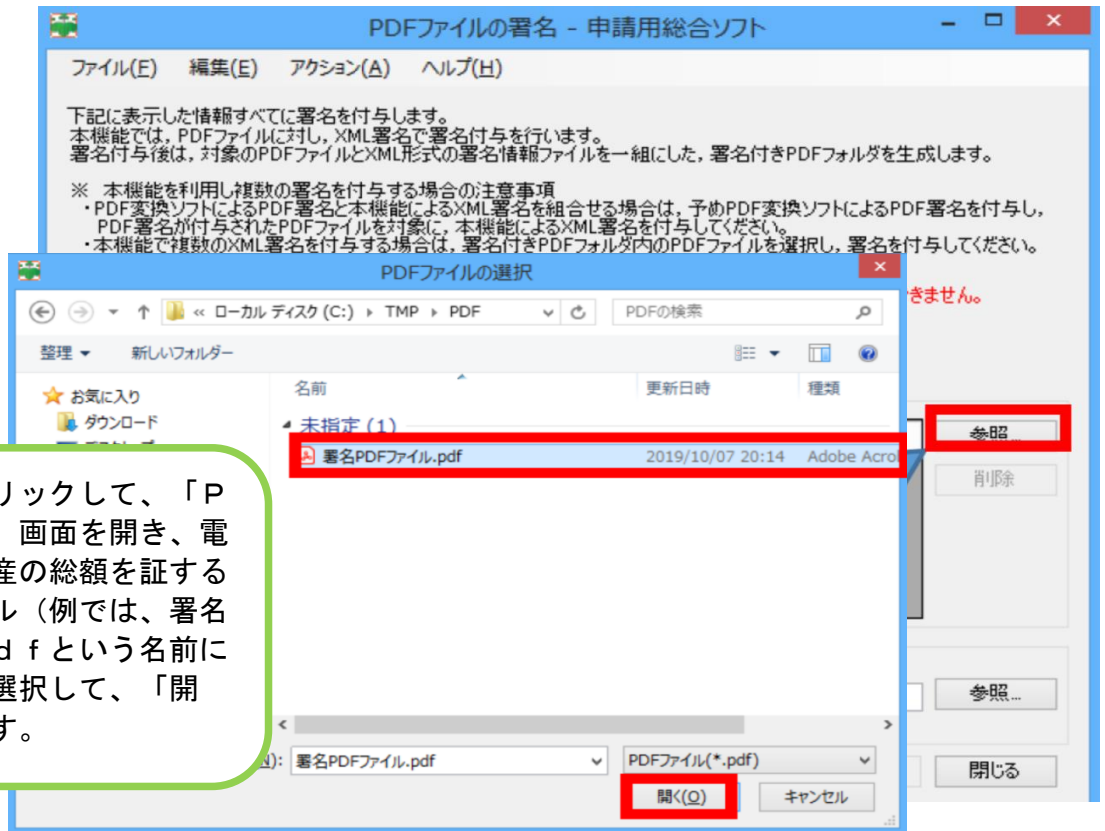 PDFファイルの署名 - 申請用総合ソフト
ファイル(F) 編集(E) アクション(A) ヘルプ(H)
下記に表示した情報すべてに署名を付与します。
本機能では，PDFファイルに対し，XML署名で署名付与を行います。
署名付与後は，対象のPDFファイルとXML形式の署名情報ファイルを一組にした，署名付きPDFフォルダを生成します。
※ 本機能を利用し複数の署名を付与する場合の注意事項
・PDF変換ソフトによるPDF署名と本機能によるXML署名を組合せる場合は，予めPDF変換ソフトによるPDF署名を付与し，
PDF署名が付与されたPDFファイルを対象に，本機能によるXML署名を付与してください。
・本機能で複数のXML署名を付与する場合は，署名付きPDFフォルダ内のPDFファイルを選択し，署名を付与してください。
きません。
参照...
削除
参照...
閉じる
PDFファイルの選択
« ローカル ディスク (C:) ▸ TMP ▸ PDF
PDFの検索
整理 新しいフォルダー
お気に入り
ダウンロード
名前 更新日時 種類
未指定 (1)
署名PDFファイル.pdf 2019/10/07 20:14 Adobe Acro
N): 署名PDFファイル.pdf PDFファイル(*.pdf)
開く(O) キャンセル
リックして、「Ｐ
画面を開き、電
産の総額を証する
ル（例では、署名
ｄｆという名前に
選択して、「開
す。